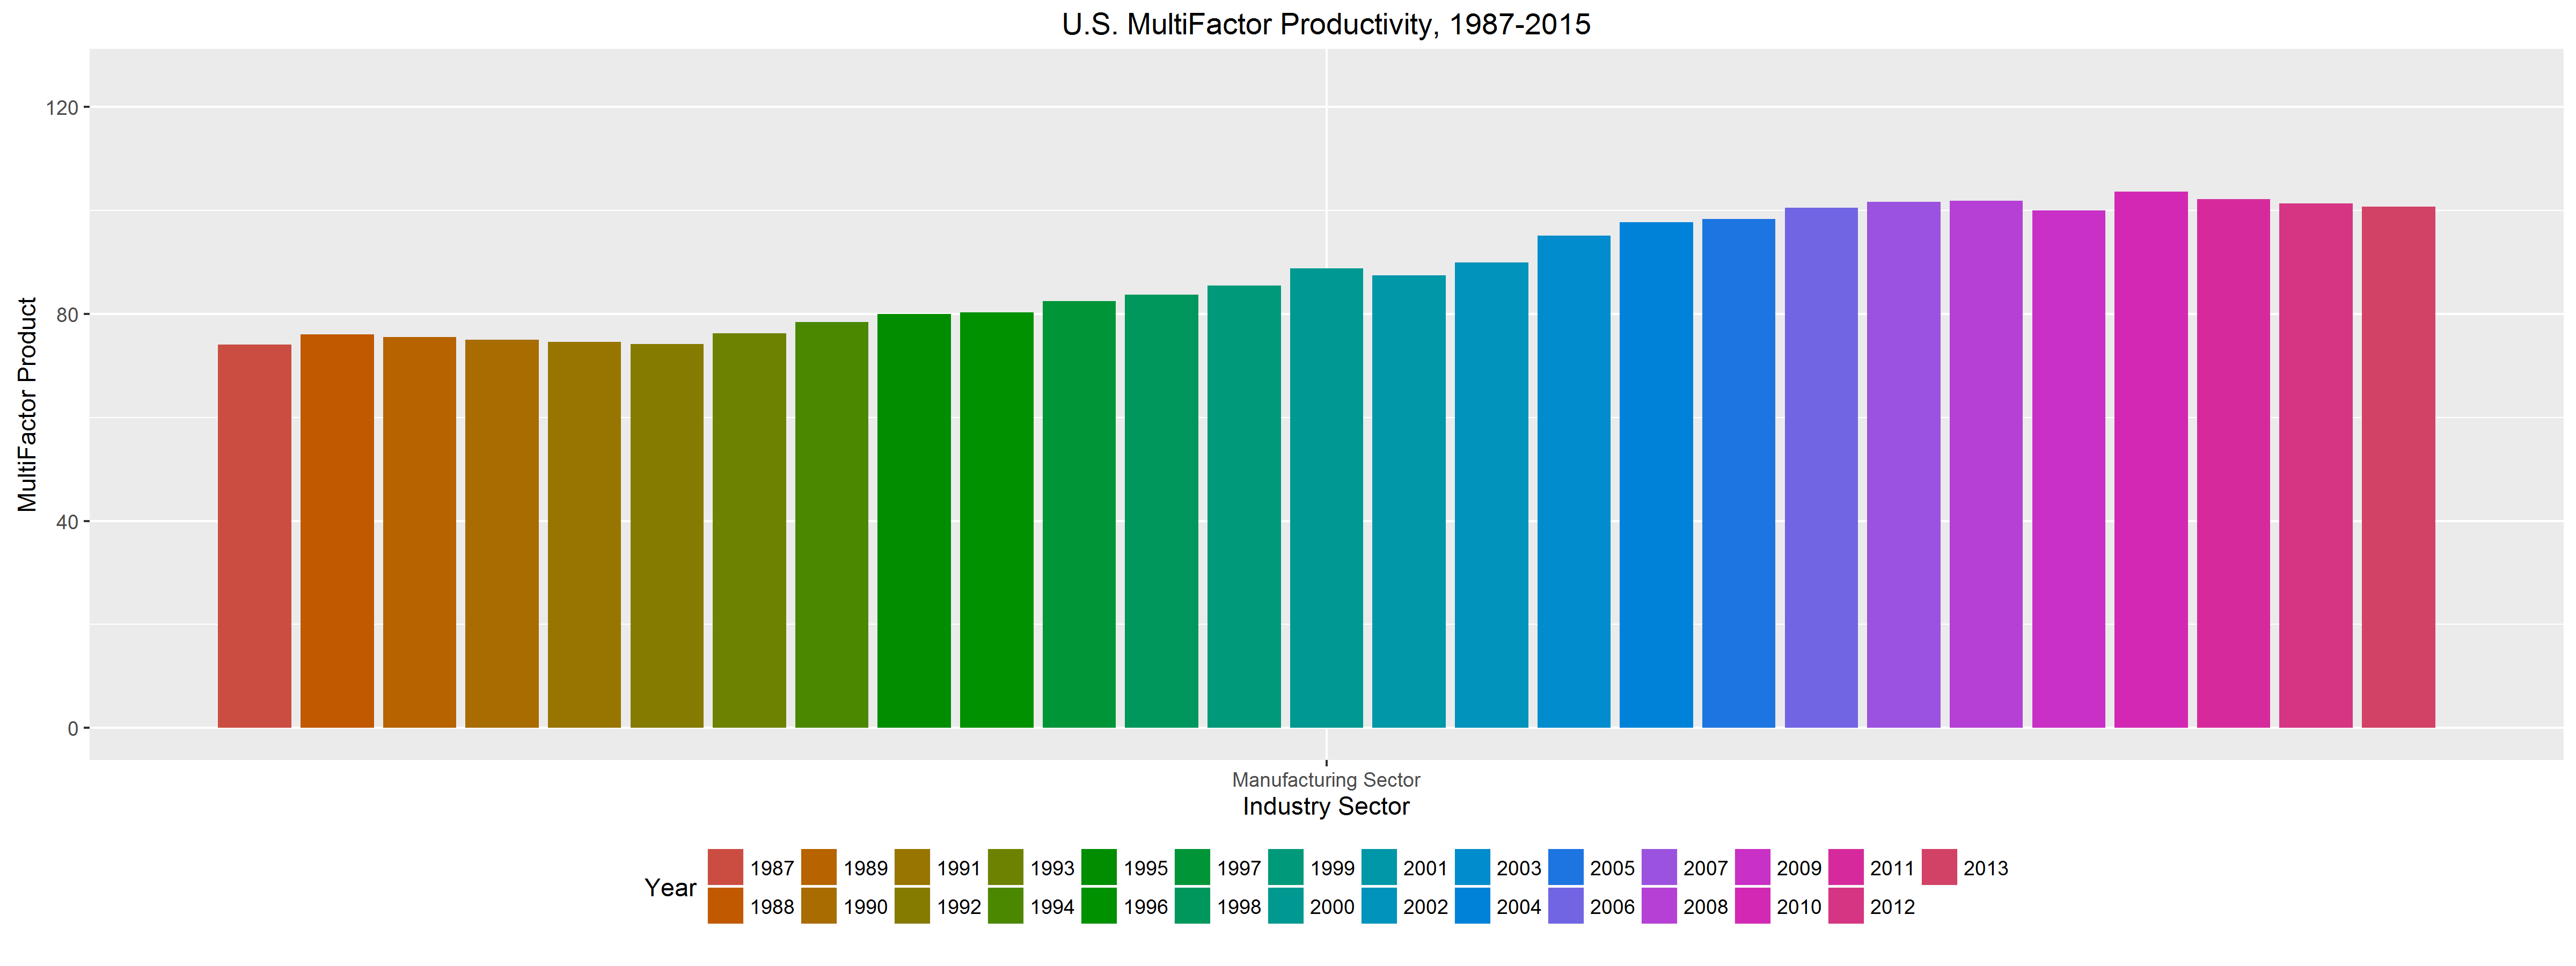 U.S. MultiFactor Productivity, 1987-2015
MultiFactor Product
120
80
40
0
Manufacturing Sector
Industry Sector
Year
1987 1989 1991 1993 1995 1997 1999 2001 2003 2005 2007 2009 2011 2013
1988 1990 1992 1994 1996 1998 2000 2002 2004 2006 2008 2010 2012